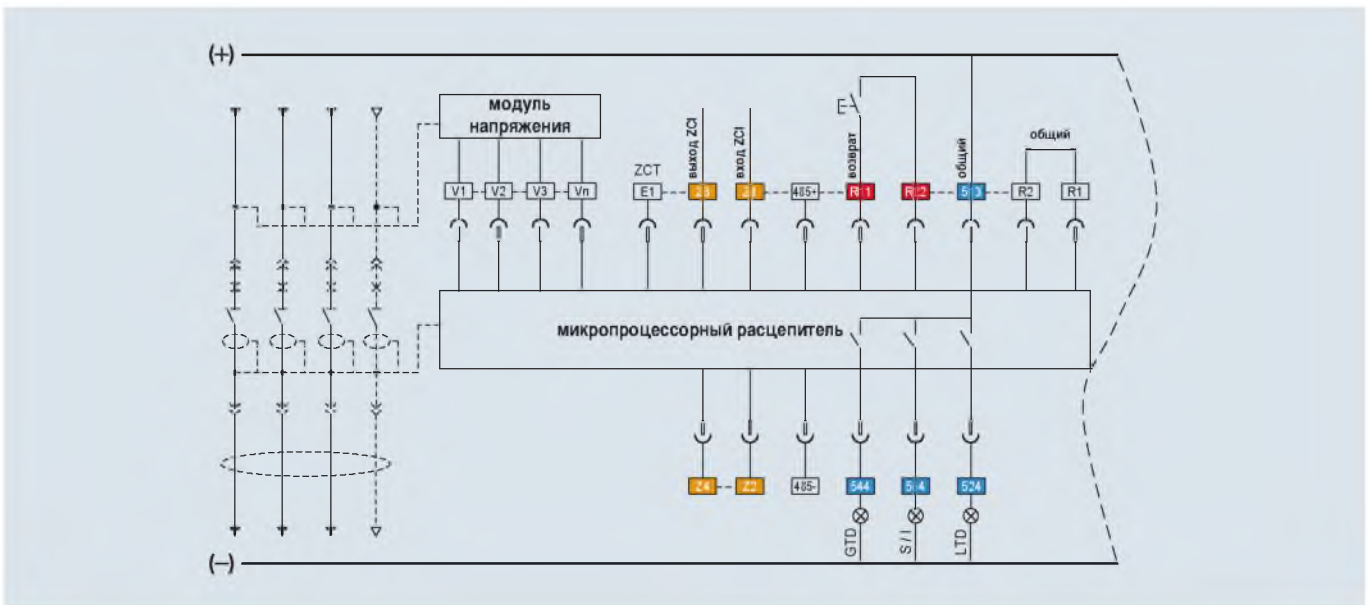 (+)
модуль
напряжения
выход ZCI
вход ZCI
возврат
общий
общий
ZCT
V1
V2
V3
Vn
E1
485+
R2
R1
микропроцессорный расцепитель
Z4
485-
544
524
GTD
S / I
LTD
(—)